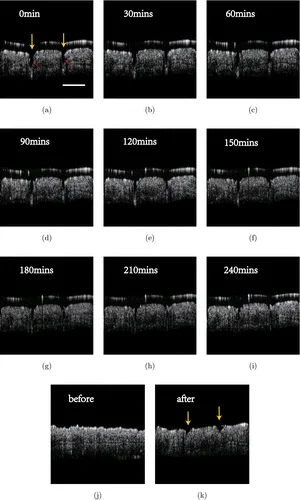 0min 30mins 60mins
(a) (b) (c)
90mins 120mins 150mins
(d) (e) (f)
180mins 210mins 240mins
(g) (h) (i)
before after
(j) (k)